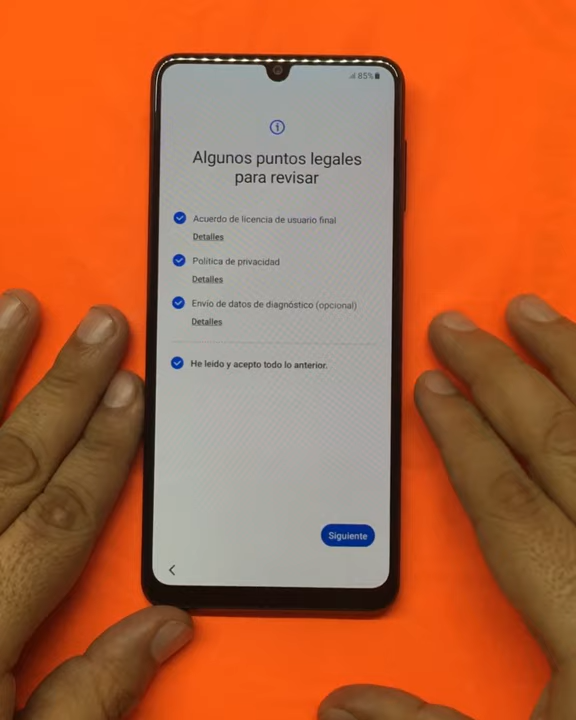 85%
Algunos puntos legales
para revisar
Acuerdo de licencia de usuario final
Detalles
Política de privacidad
Detalles
Envío de datos de diagnóstico (opcional)
Detalles
He leído y acepto todo lo anterior.
Siguiente